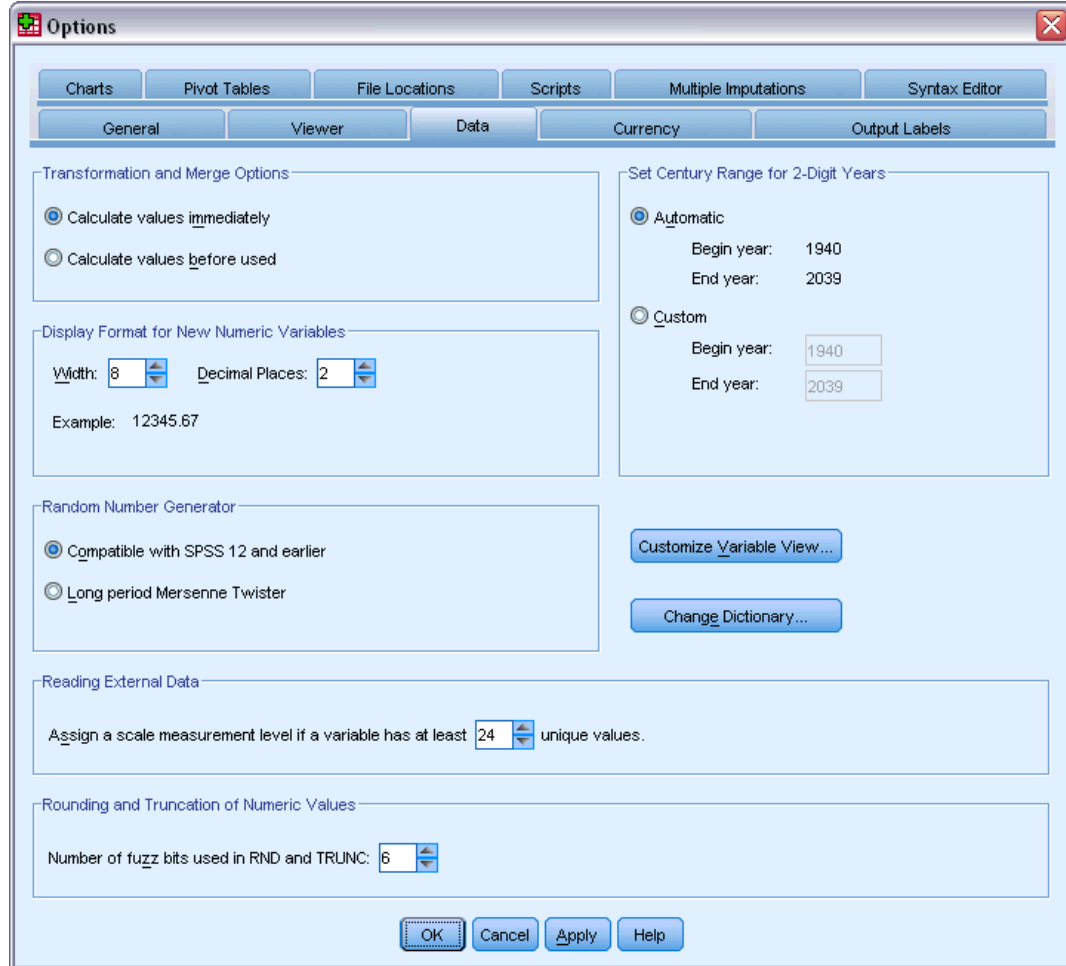 Options
Charts
Pivot Tables
File Locations
Scripts
Multiple Imputations
Syntax Editor
General
Viewer
Data
Currency
Output Labels
Transformation and Merge Options
Calculate values immediately
Calculate values before used
Display Format for New Numeric Variables
Width: 8 Decimal Places: 2
Example: 12345.67
Set Century Range for 2-Digit Years
Automatic
Begin year: 1940
End year: 2039
Custom
Begin year: 1940
End year: 2039
Random Number Generator
Compatible with SPSS 12 and earlier
Long period Mersenne Twister
Customize Variable View...
Change Dictionary...
Reading External Data
Assign a scale measurement level if a variable has at least 24 unique values.
Rounding and Truncation of Numeric Values
Number of fuzz bits used in RND and TRUNC: 6
OK
Cancel
Apply
Help